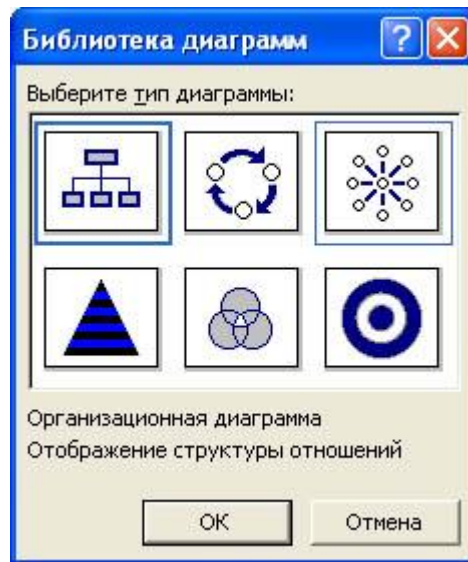 Библиотека диаграмм
Выберите тип диаграммы:
Организационная диаграмма
Отображение структуры отношений
ОК
Отмена